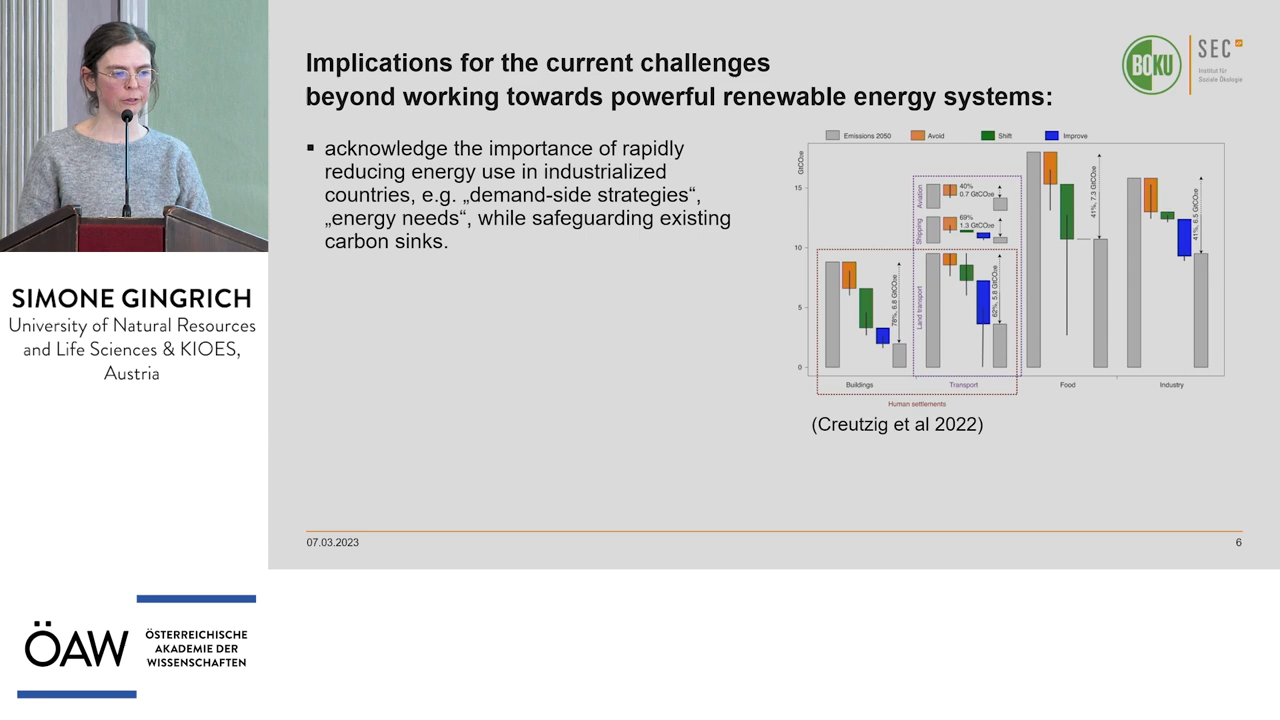 Implications for the current challenges
beyond working towards powerful renewable energy systems:
BOKU
SEC
Institut für
Soziale Ökologie
▪ acknowledge the importance of rapidly
reducing energy use in industrialized
countries, e.g. „demand-side strategies“,
„energy needs“, while safeguarding existing
carbon sinks.
Emissions 2050 Avoid Shift Improve
GtCO₂e
15
10
5
0
Aviation
40%
0.7 GtCO₂e
Shipping
69%
1.3 GtCO₂e
Land transport
78%, 6.8 GtCO₂e
62%, 5.8 GtCO₂e
41%, 7.3 GtCO₂e
41%, 6.5 GtCO₂e
Buildings Transport Food Industry
Human settlements
(Creutzig et al 2022)
07.03.2023 6
SIMONE GINGRICH
University of Natural Resources
and Life Sciences & KIOES,
Austria
ÖAW
ÖSTERREICHISCHE
AKADEMIE DER
WISSENSCHAFTEN